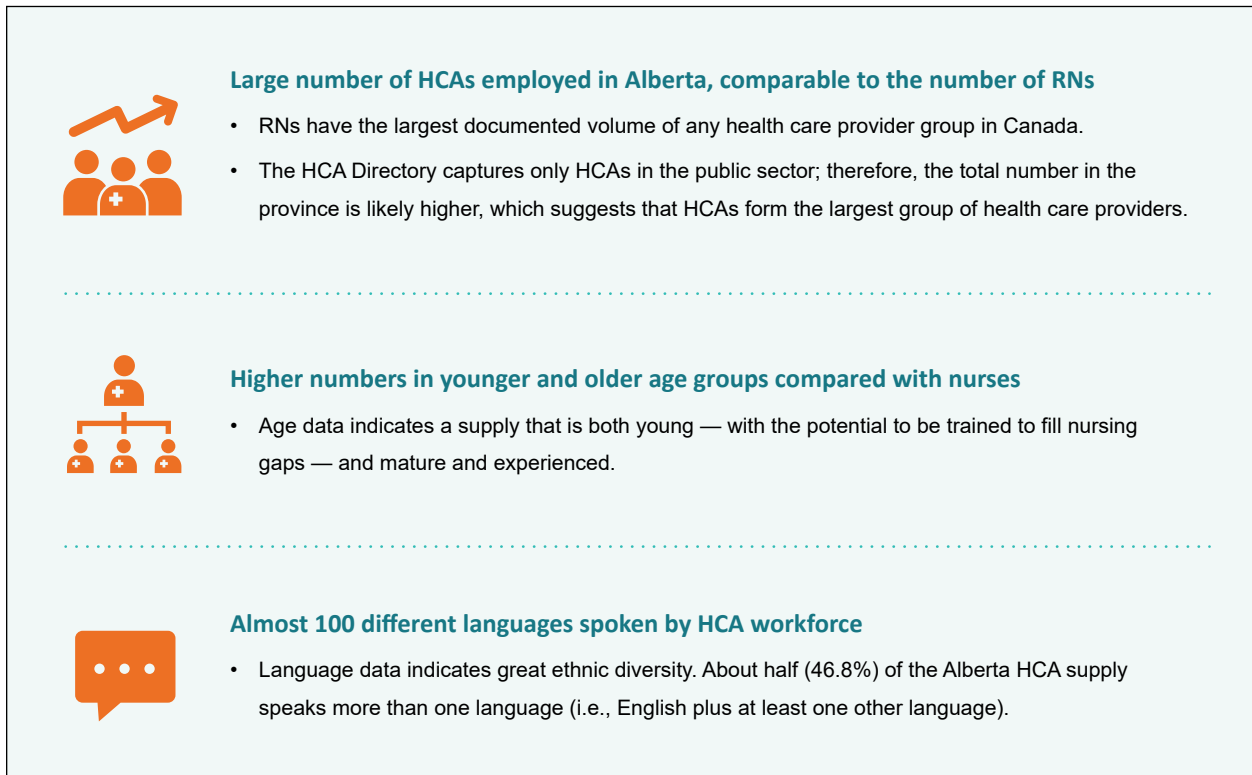 Large number of HCAs employed in Alberta, comparable to the number of RNs
• RNs have the largest documented volume of any health care provider group in Canada.
• The HCA Directory captures only HCAs in the public sector; therefore, the total number in the
province is likely higher, which suggests that HCAs form the largest group of health care providers.
Higher numbers in younger and older age groups compared with nurses
• Age data indicates a supply that is both young — with the potential to be trained to fill nursing
gaps — and mature and experienced.
Almost 100 different languages spoken by HCA workforce
• Language data indicates great ethnic diversity. About half (46.8%) of the Alberta HCA supply
speaks more than one language (i.e., English plus at least one other language).